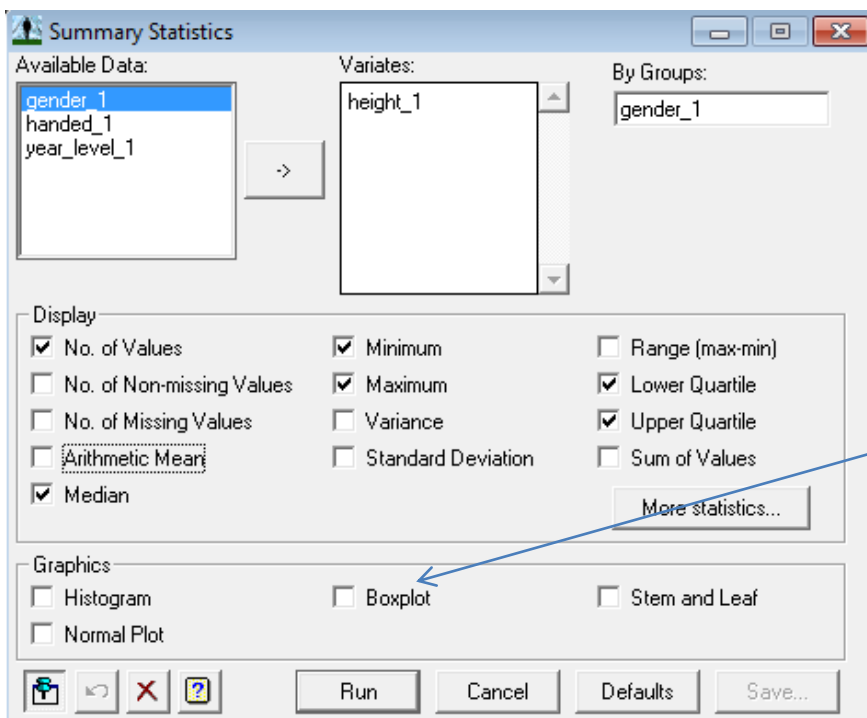 Summary Statistics
Available Data:
gender_1
handed_1
year_level_1
->
Variates:
height_1
By Groups:
gender_1
Display
No. of Values
No. of Non-missing Values
No. of Missing Values
Arithmetic Mean
Median
Minimum
Maximum
Variance
Standard Deviation
Range (max-min)
Lower Quartile
Upper Quartile
Sum of Values
More statistics...
Graphics
Histogram
Boxplot
Stem and Leaf
Normal Plot
?
Run
Cancel
Defaults
Save...